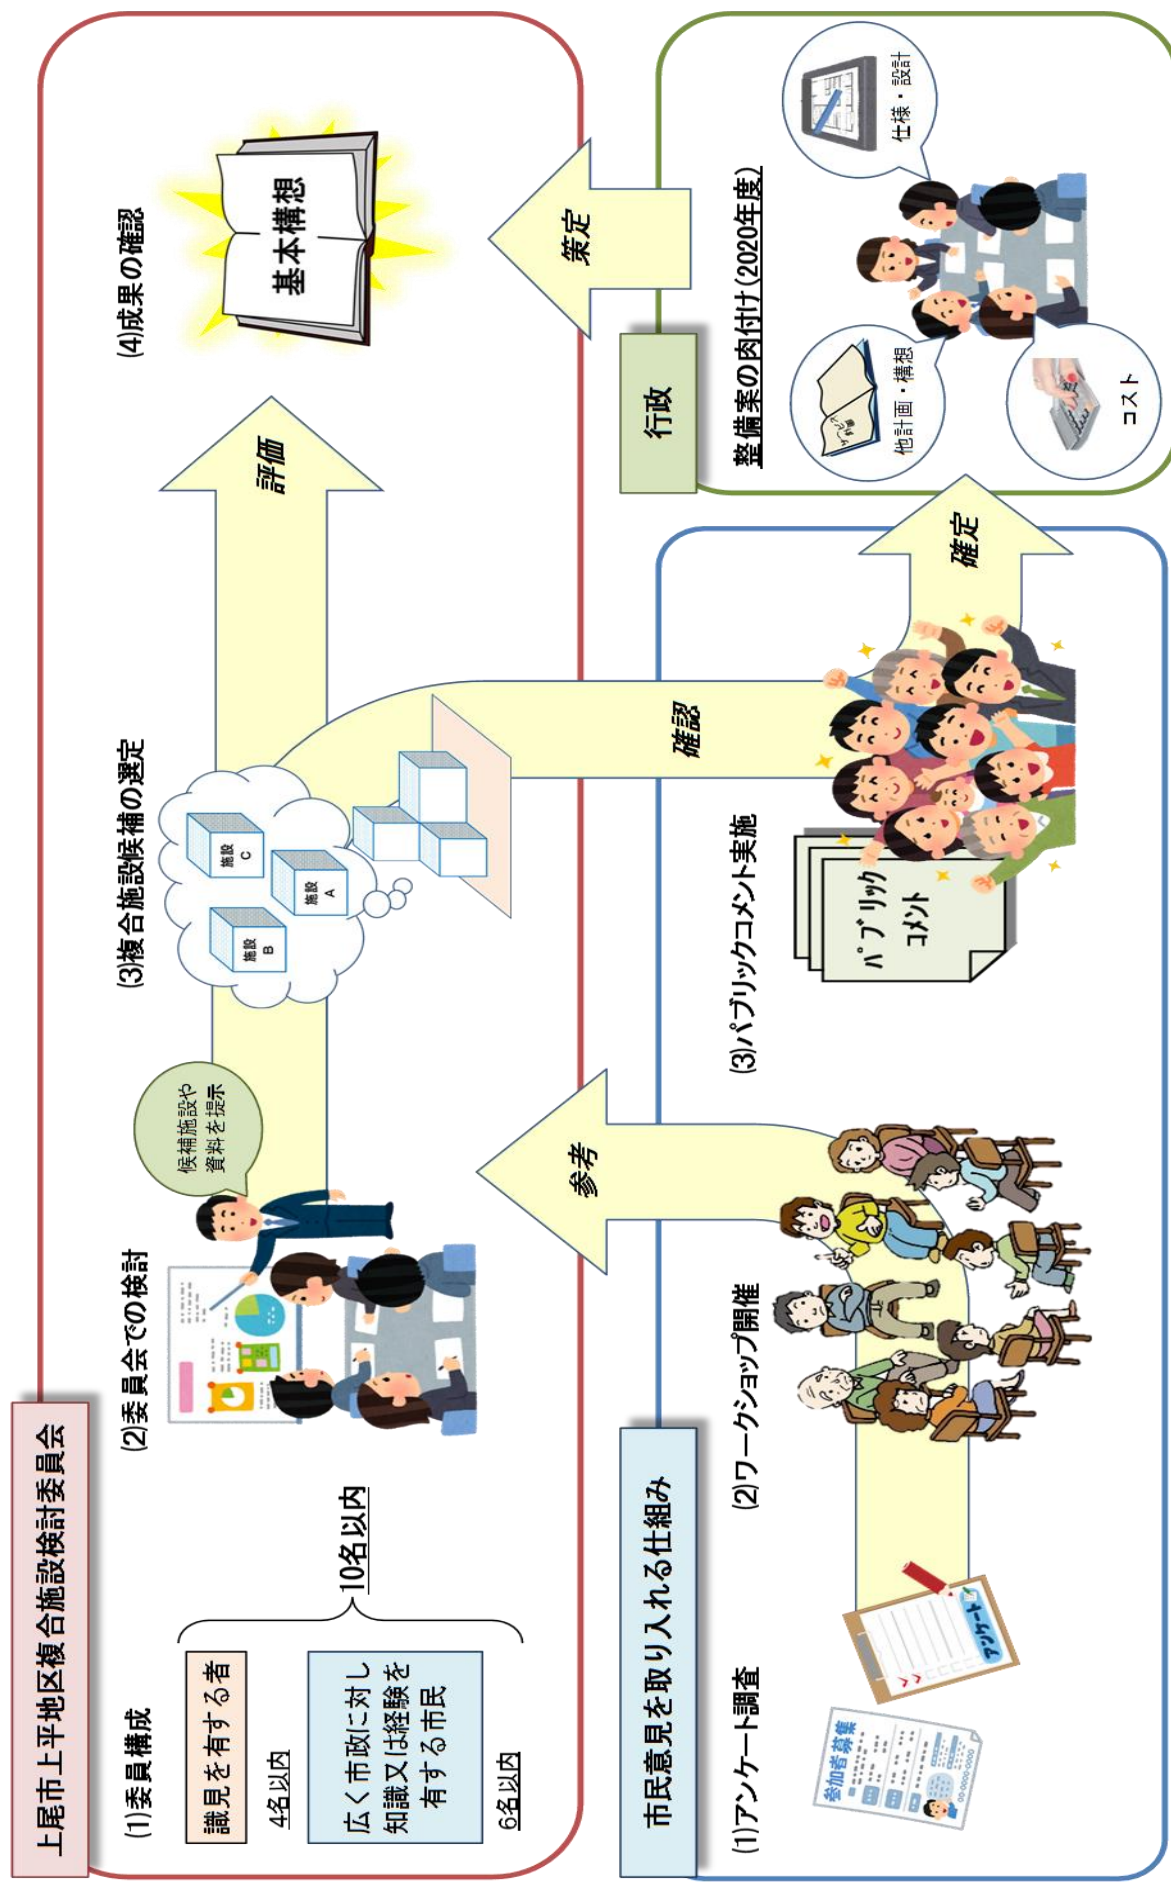 上尾市上平地区複合施設検討委員会
(1)委員構成
識見を有する者
4名以内
広く市政に対し
知識又は経験を
有する市民
6名以内
10名以内
(2)委員会での検討
候補施設や
資料を提示
(3)複合施設候補の選定
施設
B
施設
A
施設
C
評価
(4)成果の確認
基本構想
市民意見を取り入れる仕組み
(1)アンケート調査
参加者募集
00-0000-0000
アンケート
(2)ワークショップ開催
参考
(3)パブリックコメント実施
パブリック
コメント
確認
確定
行政
整備案の肉付け(2020年度)
他計画・構想
コスト
仕様・設計
策定